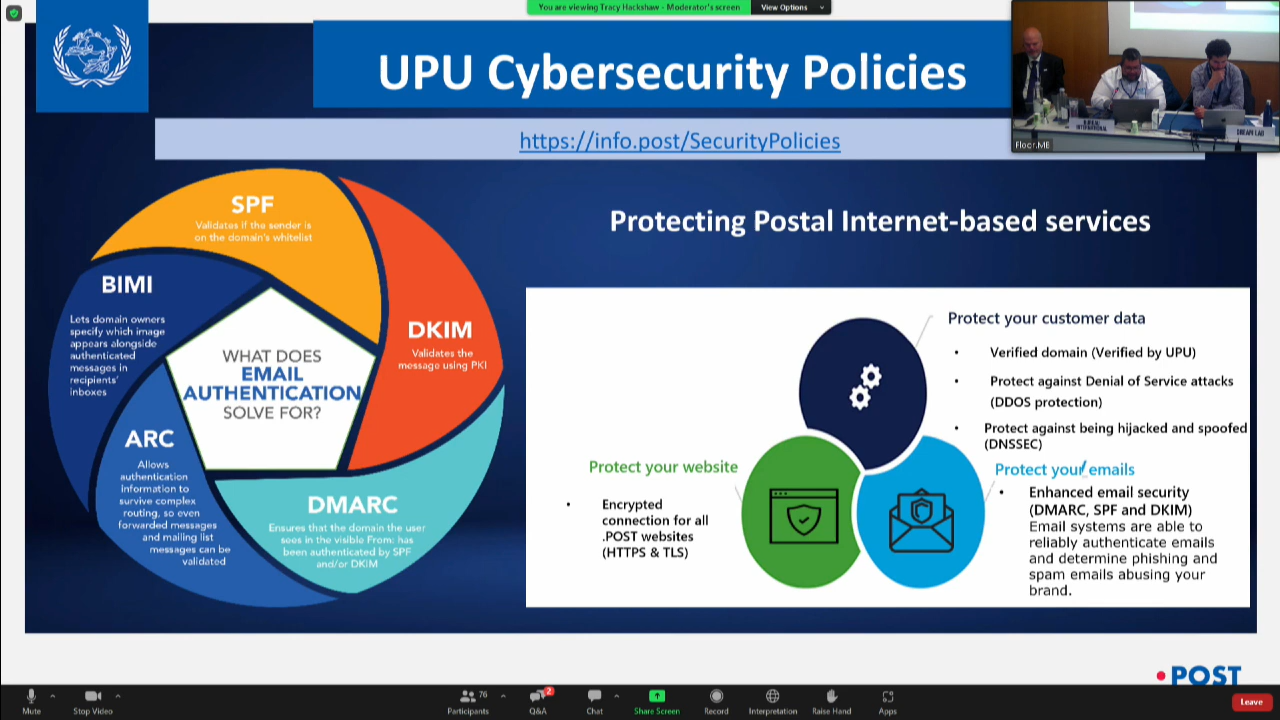 You are viewing Tracy Hackshaw - Moderator's screen
View Options
UPU Cybersecurity Policies
https://info.post/SecurityPolicies
Floor.ME
DREAM LAB
SPF
Validates if the sender is
on the domain's whitelist
BIMI
Lets domain owners
specify which image
appears alongside
authenticated
messages in
recipients'
inboxes
DKIM
Validates the
message using PKI
WHAT DOES
EMAIL
AUTHENTICATION
SOLVE FOR?
ARC
Allows
authentication
information to
survive complex
routing, so even
forwarded messages
and mailing list
messages can be
validated
DMARC
Ensures that the domain the user
sees in the visible From: has
been authenticated by SPF
and/or DKIM
Protecting Postal Internet-based services
Protect your customer data
• Verified domain (Verified by UPU)
• Protect against Denial of Service attacks
(DDOS protection)
• Protect against being hijacked and spoofed
(DNSSEC)
Protect your website
• Encrypted
connection for all
.POST websites
(HTTPS & TLS)
Protect your emails
• Enhanced email security
(DMARC, SPF and DKIM)
Email systems are able to
reliably authenticate emails
and determine phishing and
spam emails abusing your
brand.
.POST
Mute
Stop Video
76
Participants
2
Q&A
Chat
Share Screen
Record
Interpretation
Raise Hand
Apps
Leave